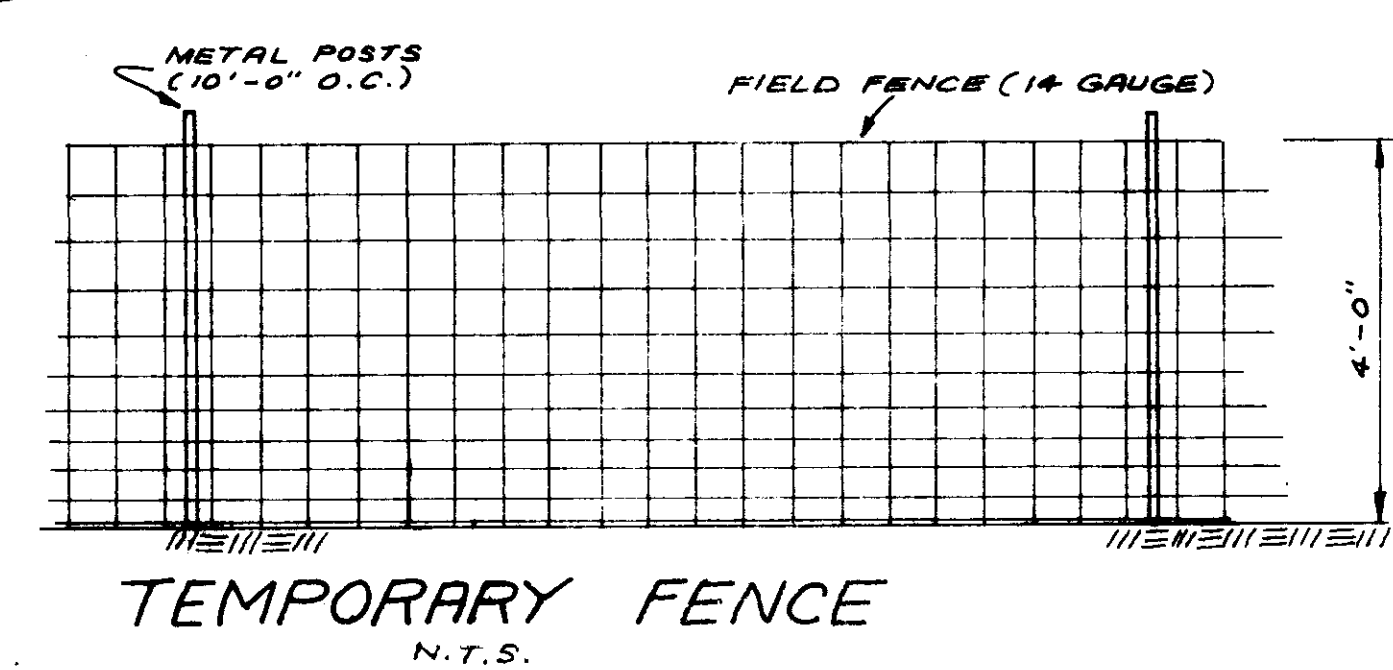 METAL POSTS
(10'-0" O.C.)
FIELD FENCE (14 GAUGE)
4'-0"
TEMPORARY FENCE
N.T.S.